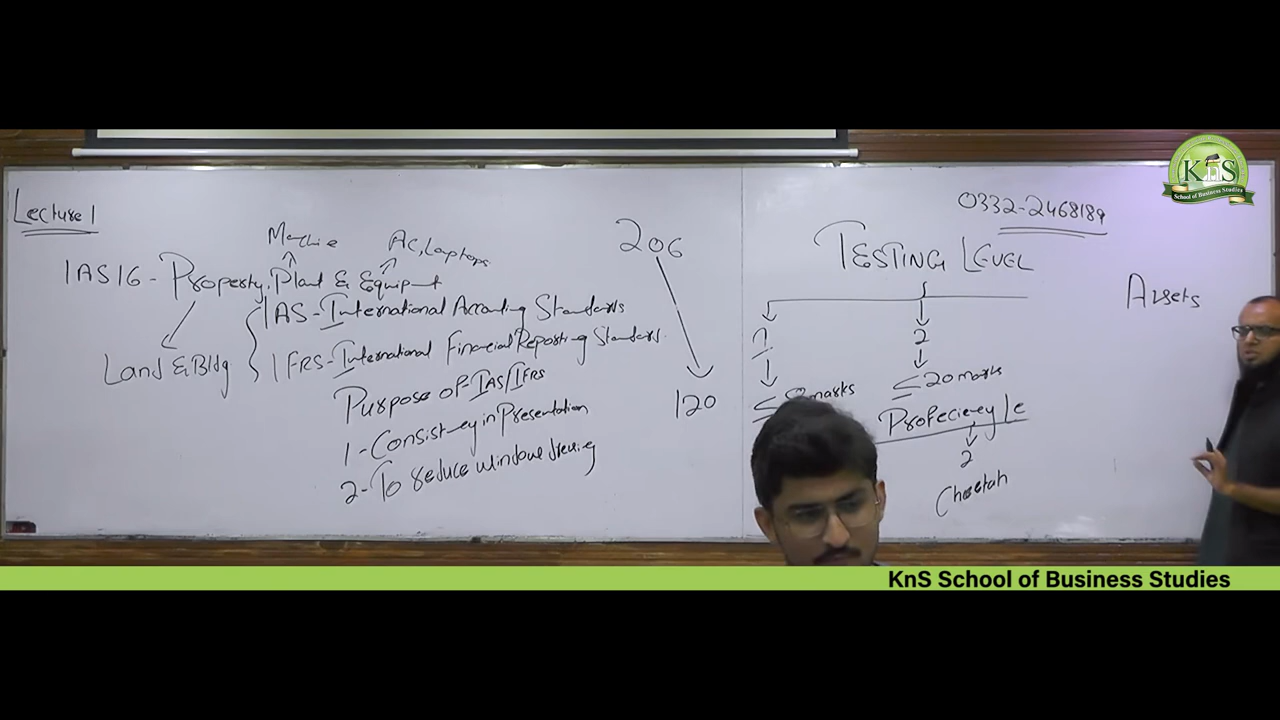 Lecture 1
Machine
AC, Laptops
IAS 16 - Property, Plant & Equipment
Land & Bldg
IAS - International Accounting Standards
IFRS - International Financial Reporting Standards.
Purpose of IAS/IFRS
1- Consistency in Presentation
2- To reduce window
206
120
0332-2468189
TESTING LEVEL
1
2
marks
≤ 20 marks
2
Cheetah
Assets
KnS
School of Business Studies
KnS School of Business Studies